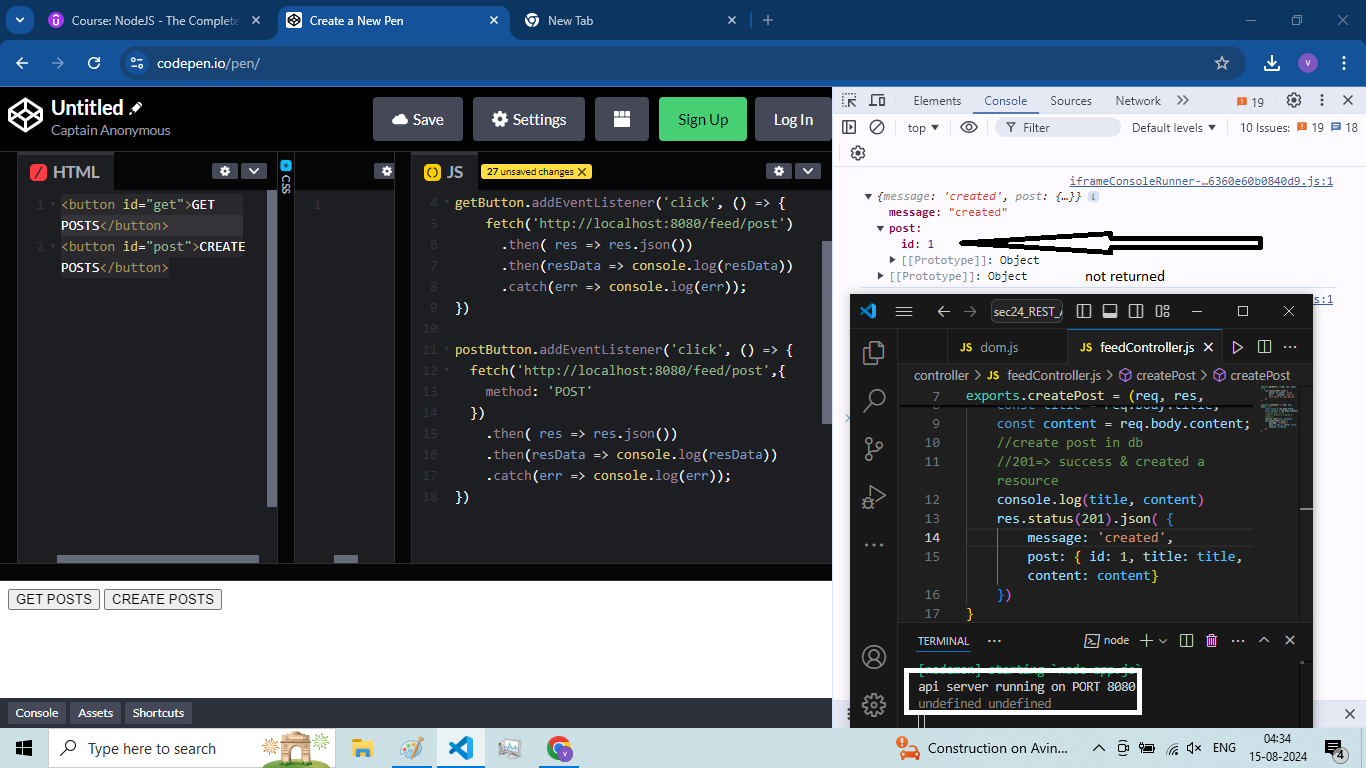 Course: NodeJS - The Complete
Create a New Pen
New Tab
codepen.io/pen/
V
Untitled
Captain Anonymous
Save
Settings
Sign Up
Log In
HTML
1 <button id="get">GET
POSTS</button>
2 <button id="post">CREATE
POSTS</button>
CSS
1
JS
27 unsaved changes
4 getButton.addEventListener('click', () => {
5 fetch('http://localhost:8080/feed/post')
6 .then( res => res.json())
7 .then(resData => console.log(resData))
8 .catch(err => console.log(err));
9 })
10
11 postButton.addEventListener('click', () => {
12 fetch('http://localhost:8080/feed/post',{
13 method: 'POST'
14 })
15 .then( res => res.json())
16 .then(resData => console.log(resData))
17 .catch(err => console.log(err));
18 })
GET POSTS
CREATE POSTS
Console
Assets
Shortcuts
Elements
Console
Sources
Network
19
top
Filter
Default levels
10 Issues: 19 18
iframeConsoleRunner-…6360e60b0840d9.js:1
{message: 'created', post: {…}}
message: "created"
post:
id: 1
[[Prototype]]: Object
[[Prototype]]: Object
not returned
s:1
sec24_REST_A
dom.js
feedController.js
controller > feedController.js > createPost > createPost
7 exports.createPost = (req, res,
8 const title = req.body.title;
9 const content = req.body.content;
10 //create post in db
11 //201=> success & created a
resource
12 console.log(title, content)
13 res.status(201).json( {
14 message: 'created',
15 post: { id: 1, title: title,
content: content}
16 })
17 }
TERMINAL
node
[nodemon] starting `node app.js`
api server running on PORT 8080
undefined undefined
Type here to search
Construction on Avin...
ENG
04:34
15-08-2024
4